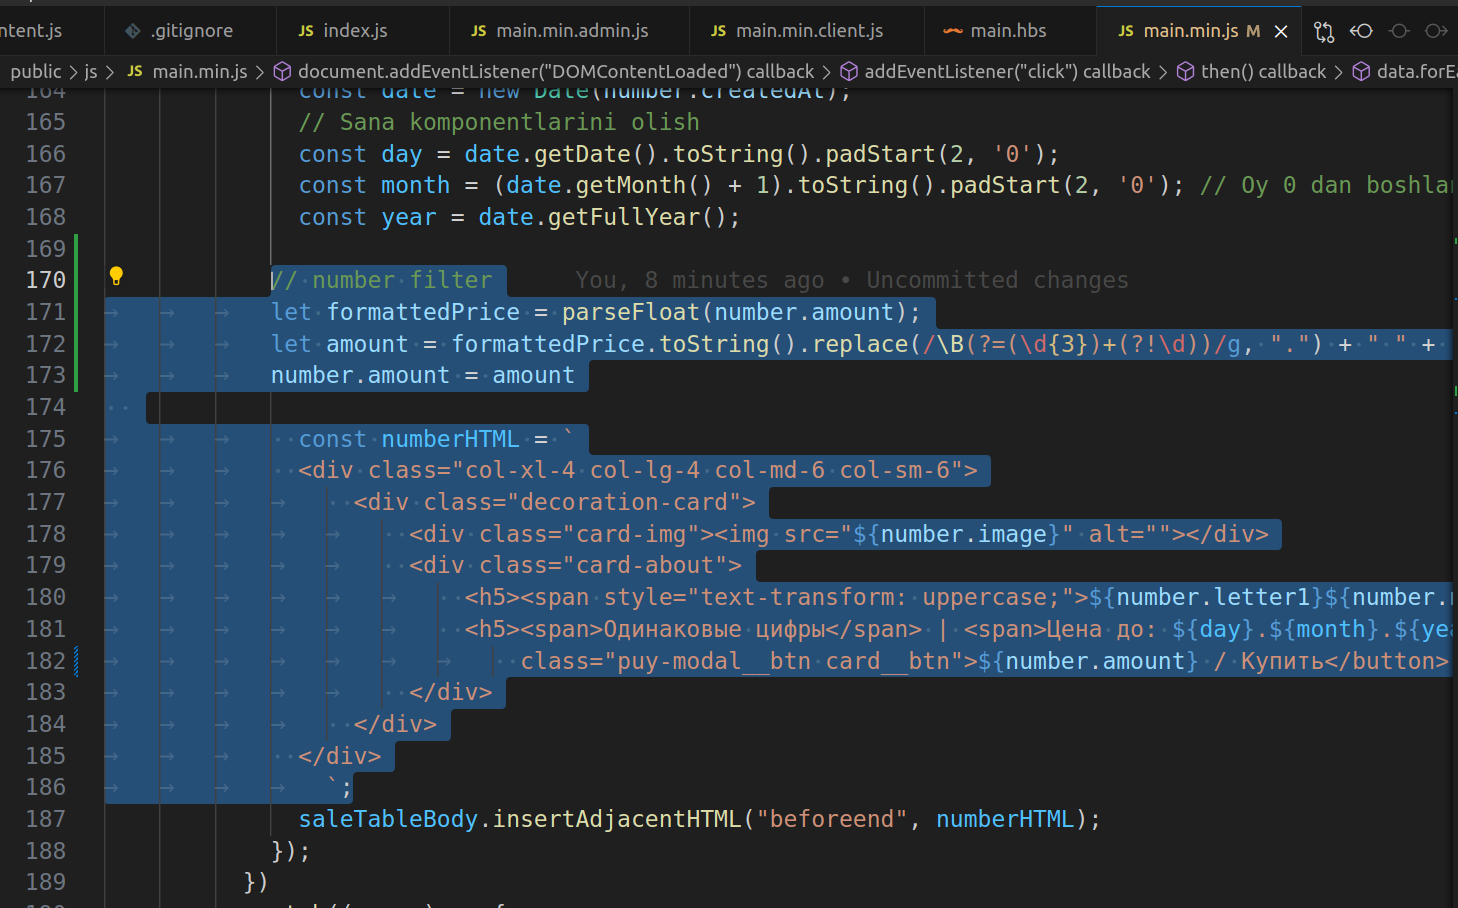 ntent.js .gitignore JS index.js JS main.min.admin.js JS main.min.client.js main.hbs JS main.min.js M
public > js > JS main.min.js > document.addEventListener("DOMContentLoaded") callback > addEventListener("click") callback > then() callback > data.forEa
164 const date = new Date(number.createdAt);
165 // Sana komponentlarini olish
166 const day = date.getDate().toString().padStart(2, '0');
167 const month = (date.getMonth() + 1).toString().padStart(2, '0'); // Oy 0 dan boshlan
168 const year = date.getFullYear();
169
170 // number filter You, 8 minutes ago • Uncommitted changes
171 let formattedPrice = parseFloat(number.amount);
172 let amount = formattedPrice.toString().replace(/\B(?=(\d{3})+(?!\d))/g, ".") + " " +
173 number.amount = amount
174
175 const numberHTML = `
176 <div class="col-xl-4 col-lg-4 col-md-6 col-sm-6">
177 <div class="decoration-card">
178 <div class="card-img"><img src="${number.image}" alt=""></div>
179 <div class="card-about">
180 <h5><span style="text-transform: uppercase;">${number.letter1}${number.
181 <h5><span>Одинаковые цифры</span> | <span>Цена до: ${day}.${month}.${yea
182 class="puy-modal__btn card__btn">${number.amount} / Купить</button>
183 </div>
184 </div>
185 </div>
186 `;
187 saleTableBody.insertAdjacentHTML("beforeend", numberHTML);
188 });
189 })